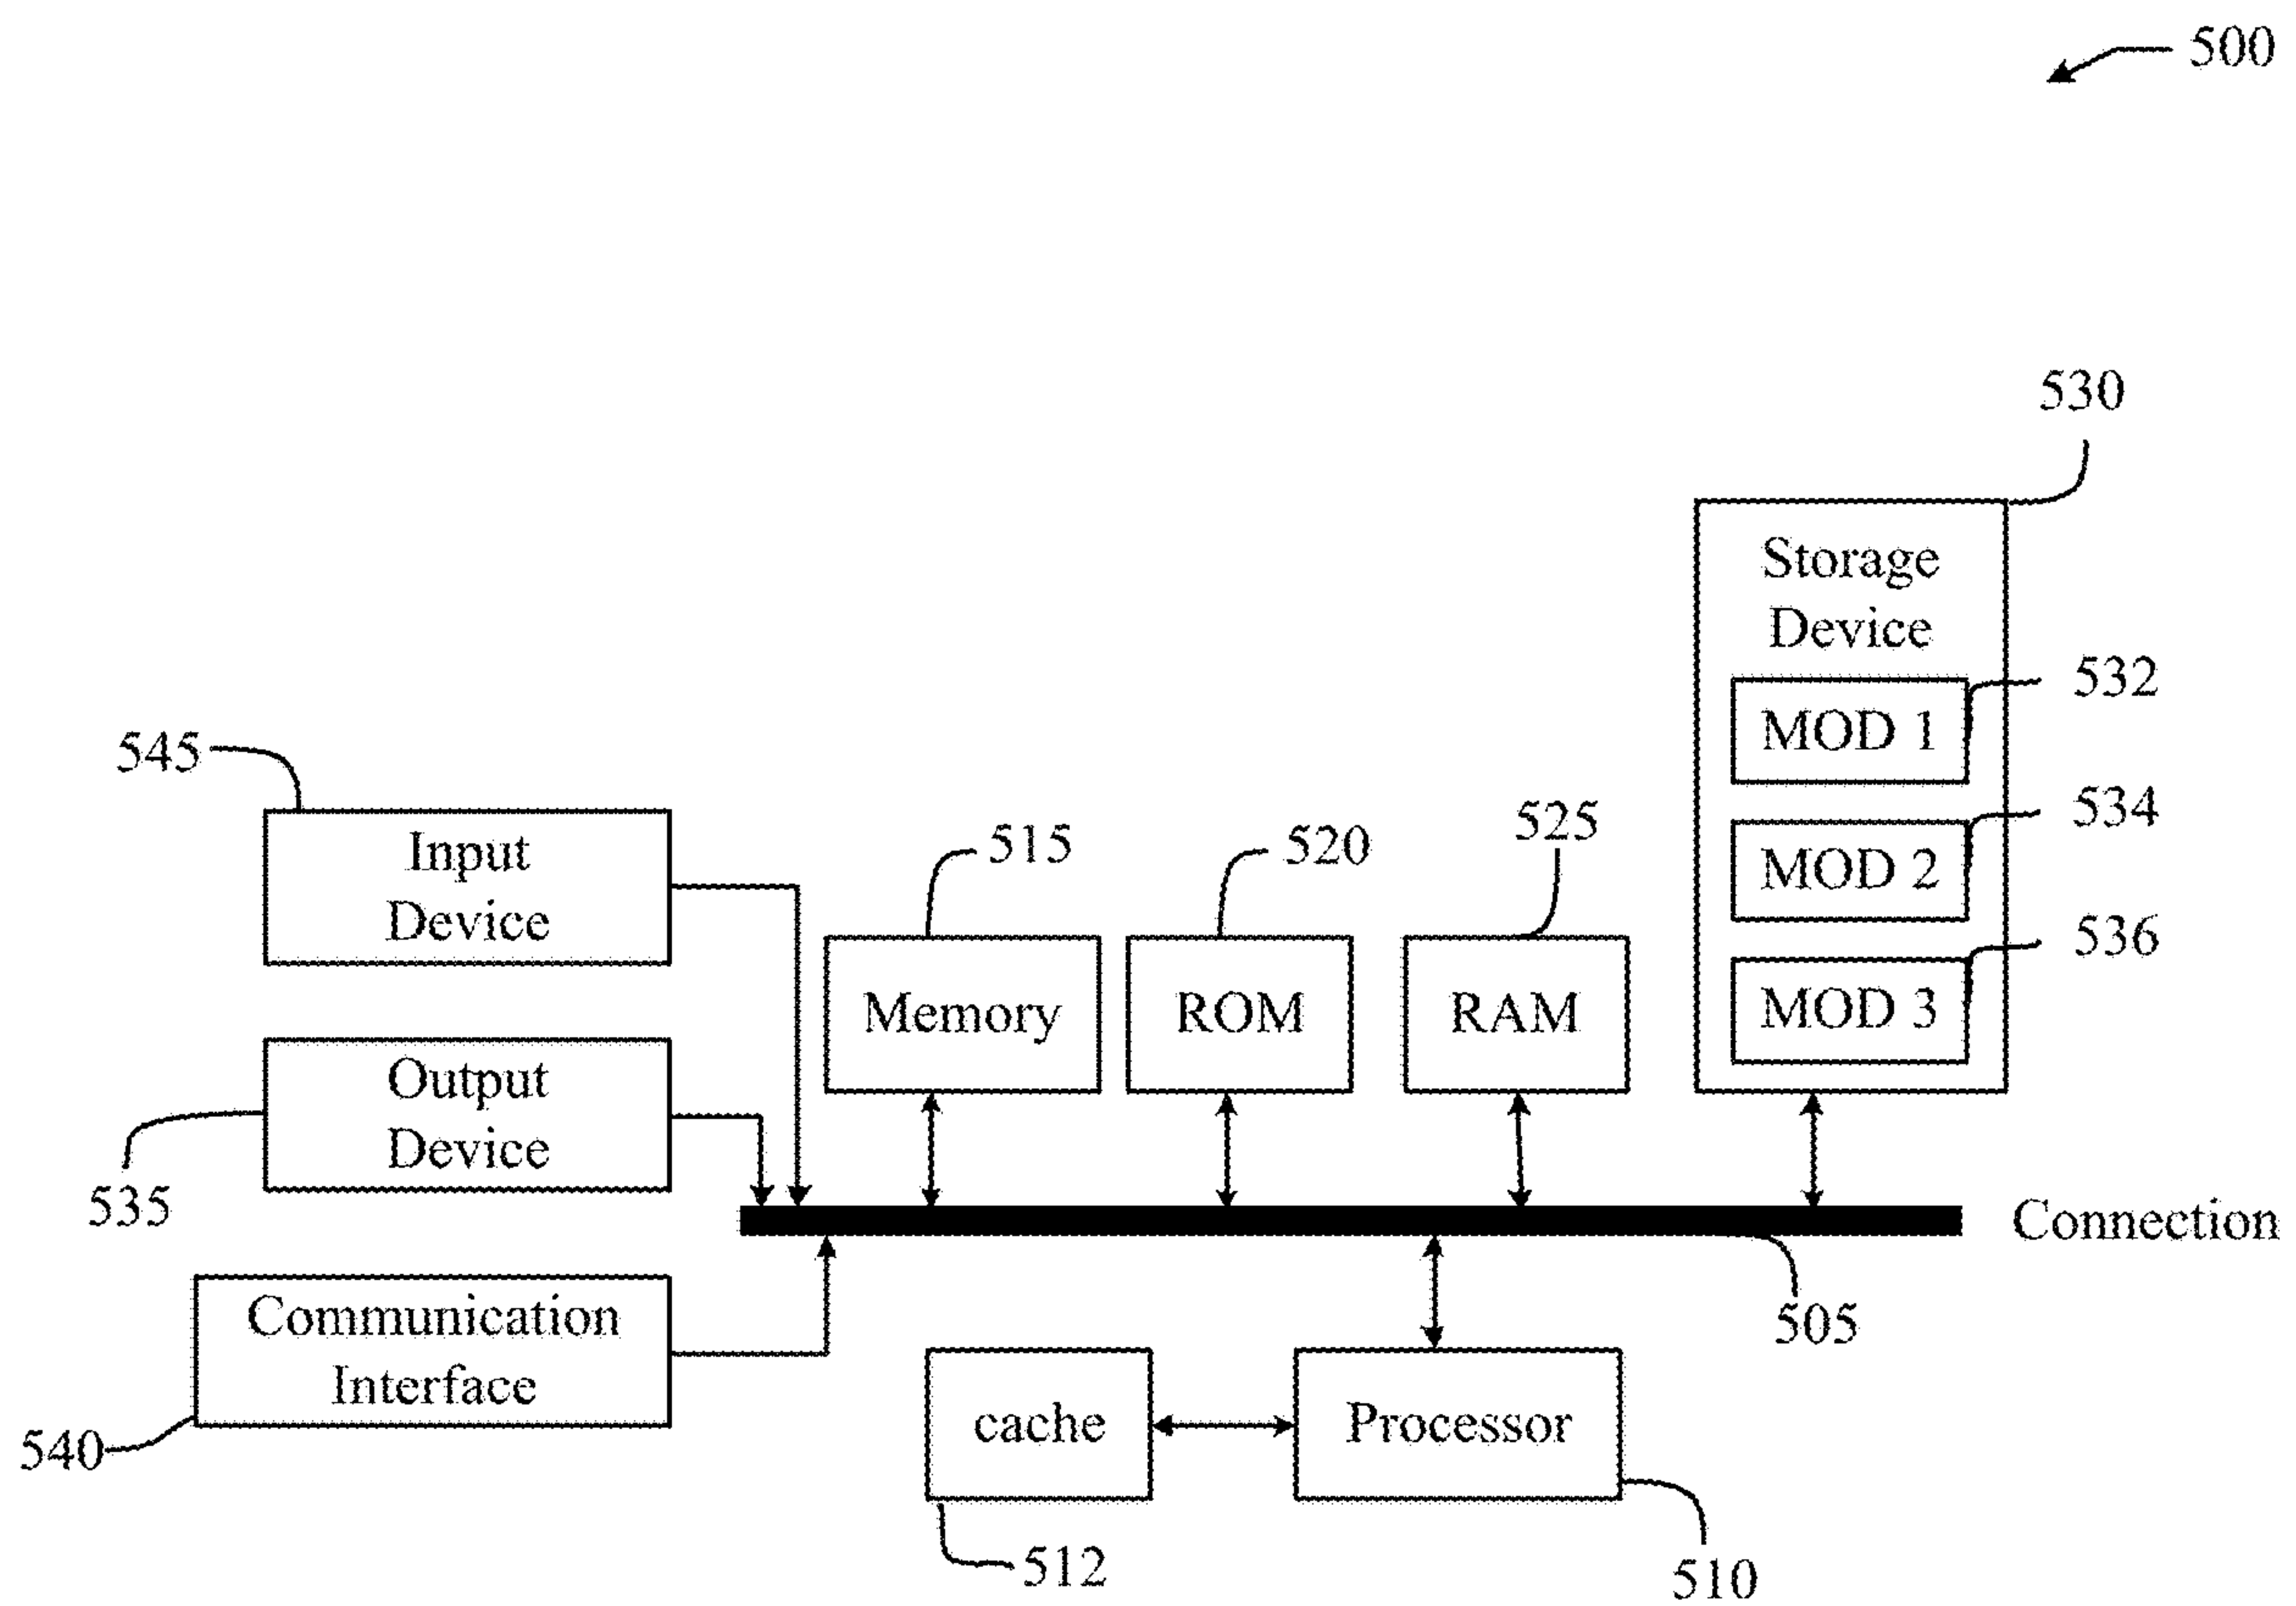 500
530
Storage
Device
532
MOD 1
534
MOD 2
536
MOD 3
545
Input
Device
515
Memory
520
ROM
525
RAM
Output
Device
535
Connection
505
Communication
Interface
540
cache
512
Processor
510